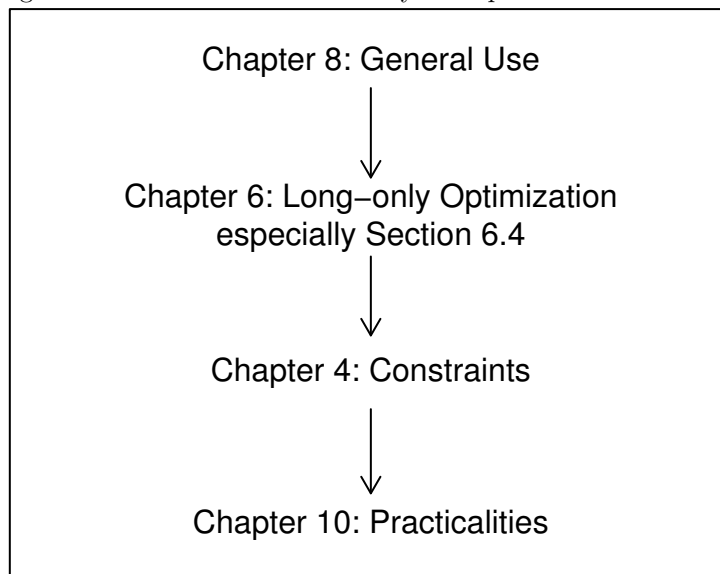 Chapter 8: General Use
Chapter 6: Long−only Optimization
especially Section 6.4
Chapter 4: Constraints
Chapter 10: Practicalities